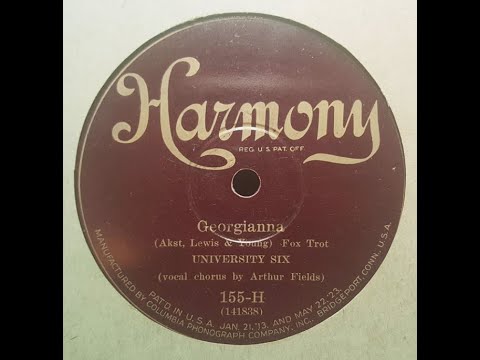 Harmony
REG. U.S. PAT. OFF.
Georgianna
(Akst, Lewis & Young) Fox Trot
UNIVERSITY SIX
(vocal chorus by Arthur Fields)
155-H
(141838)
MANUFACTURED BY COLUMBIA PHONOGRAPH COMPANY, INC., BRIDGEPORT, CONN., U.S.A.
PAT'D. IN U.S.A. JAN. 21,'13. AND MAY 22-'23.